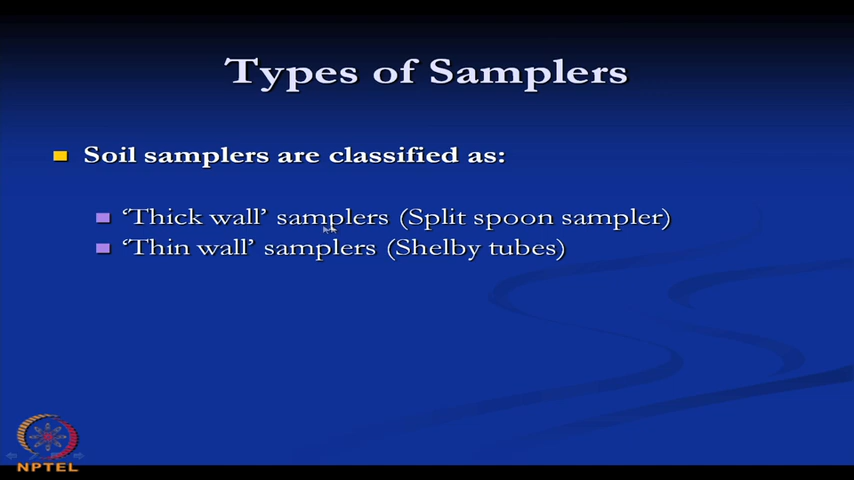 Types of Samplers
Soil samplers are classified as:
‘Thick wall’ samplers (Split spoon sampler)
‘Thin wall’ samplers (Shelby tubes)
NPTEL